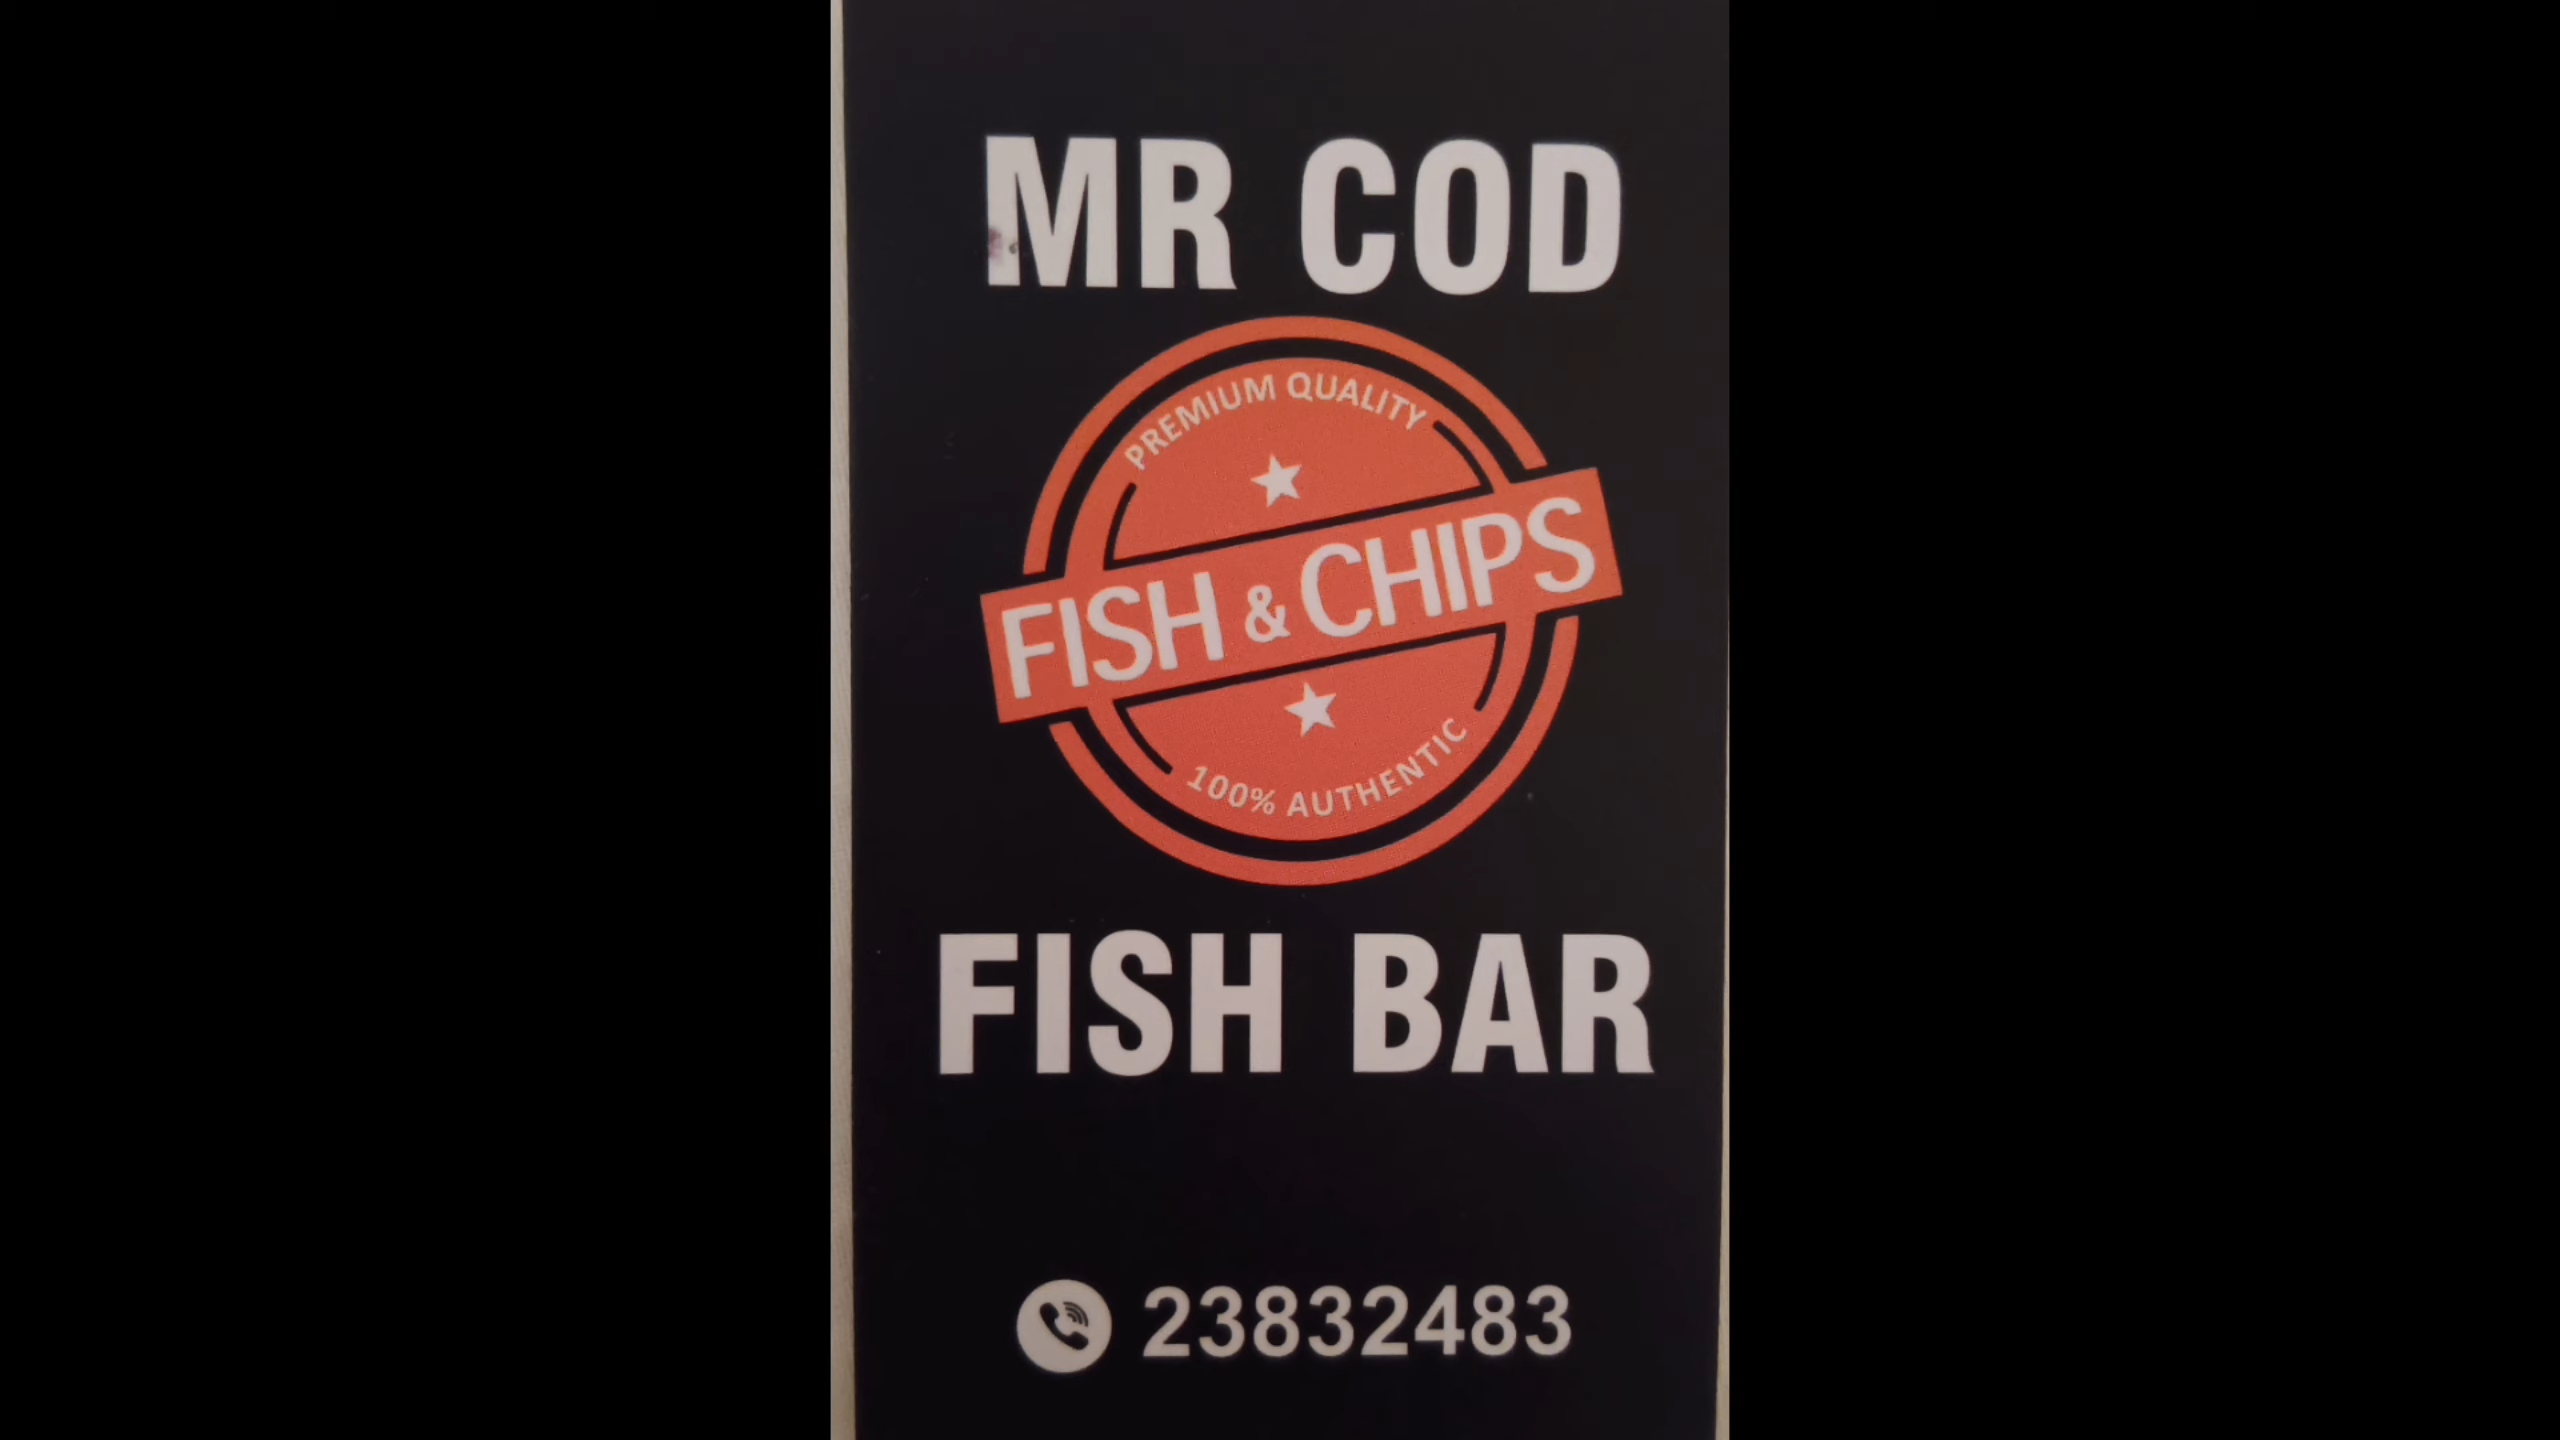 MR COD
PREMIUM QUALITY
FISH & CHIPS
100% AUTHENTIC
FISH BAR
23832483